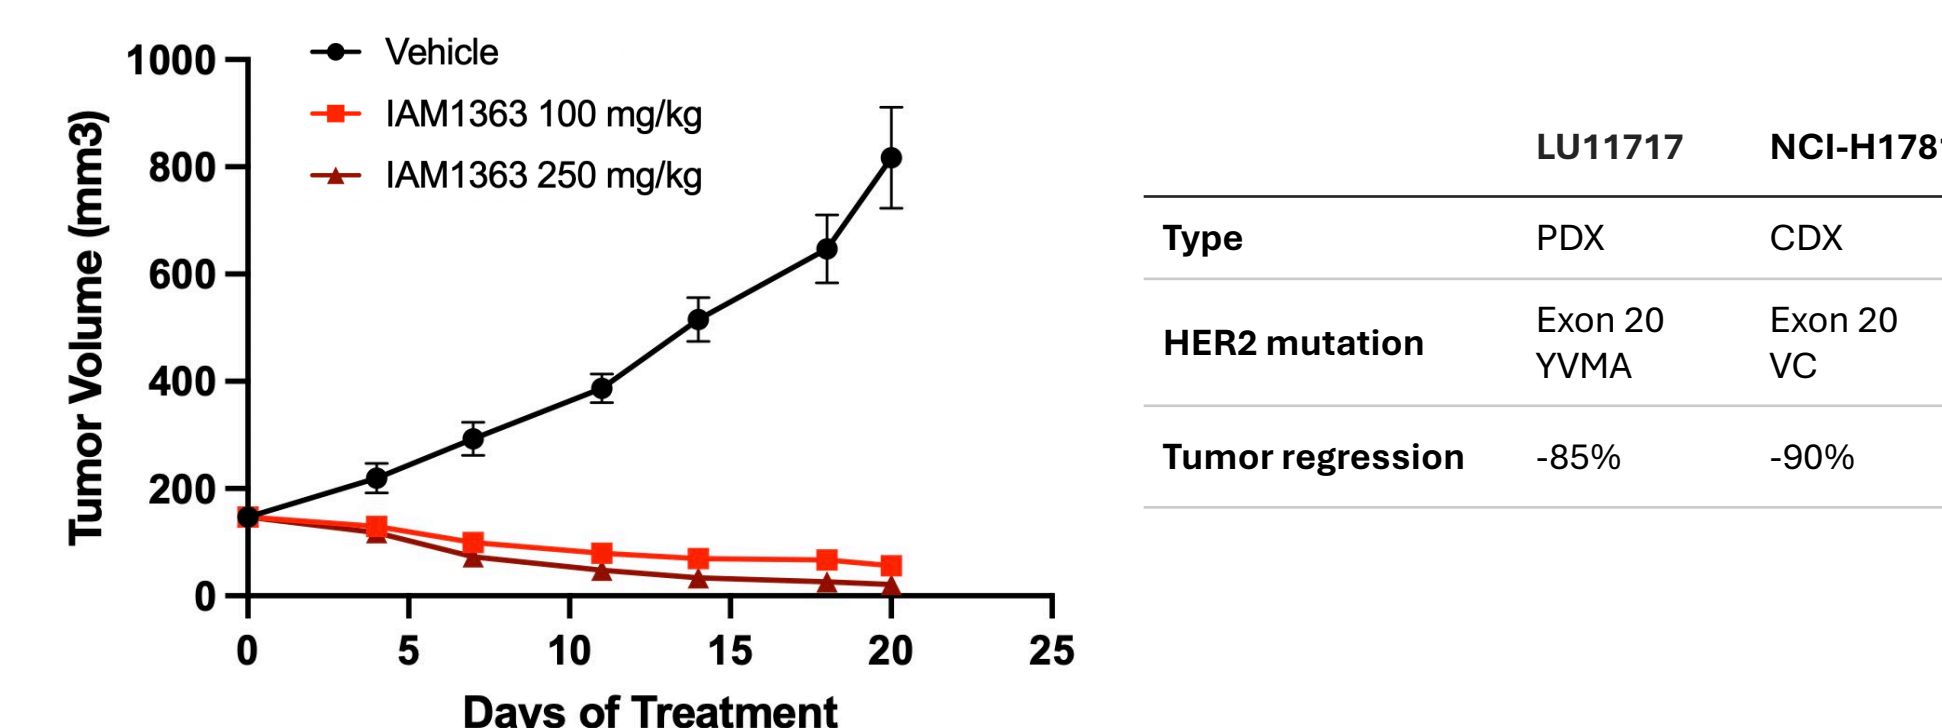 1000
800
600
400
200
0
Tumor Volume (mm3)
Vehicle
IAM1363 100 mg/kg
IAM1363 250 mg/kg
0 5 10 15 20 25
Days of Treatment
LU11717 NCI-H1781
Type PDX CDX
HER2 mutation Exon 20 YVMA Exon 20 VC
Tumor regression -85% -90%